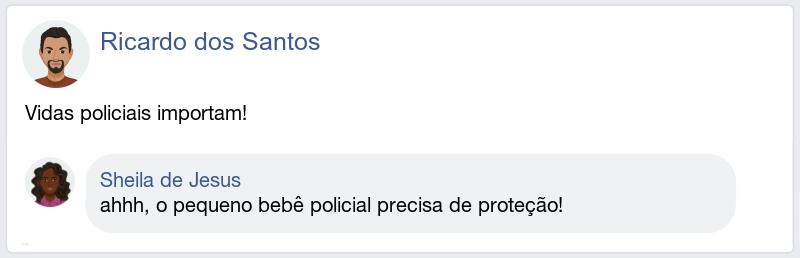 Ricardo dos Santos
Vidas policiais importam!
Sheila de Jesus
ahhh, o pequeno bebê policial precisa de proteção!